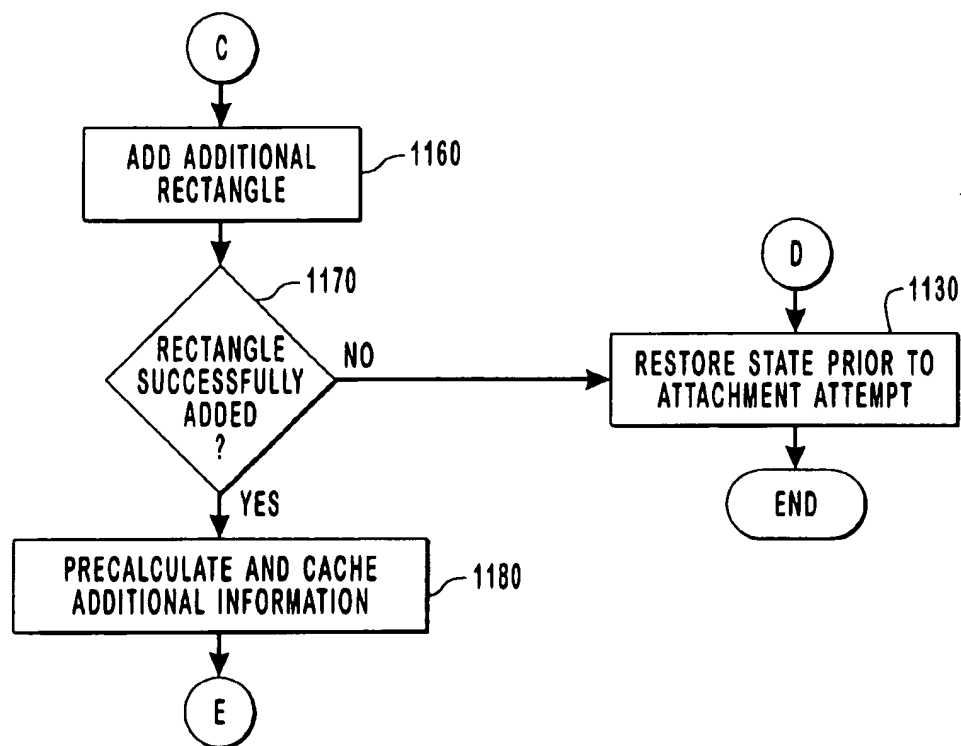 C
ADD ADDITIONAL
RECTANGLE
1160
1170
RECTANGLE
SUCCESSFULLY
ADDED
?
NO
YES
D
1130
RESTORE STATE PRIOR TO
ATTACHMENT ATTEMPT
END
PRECALCULATE AND CACHE
ADDITIONAL INFORMATION
1180
E